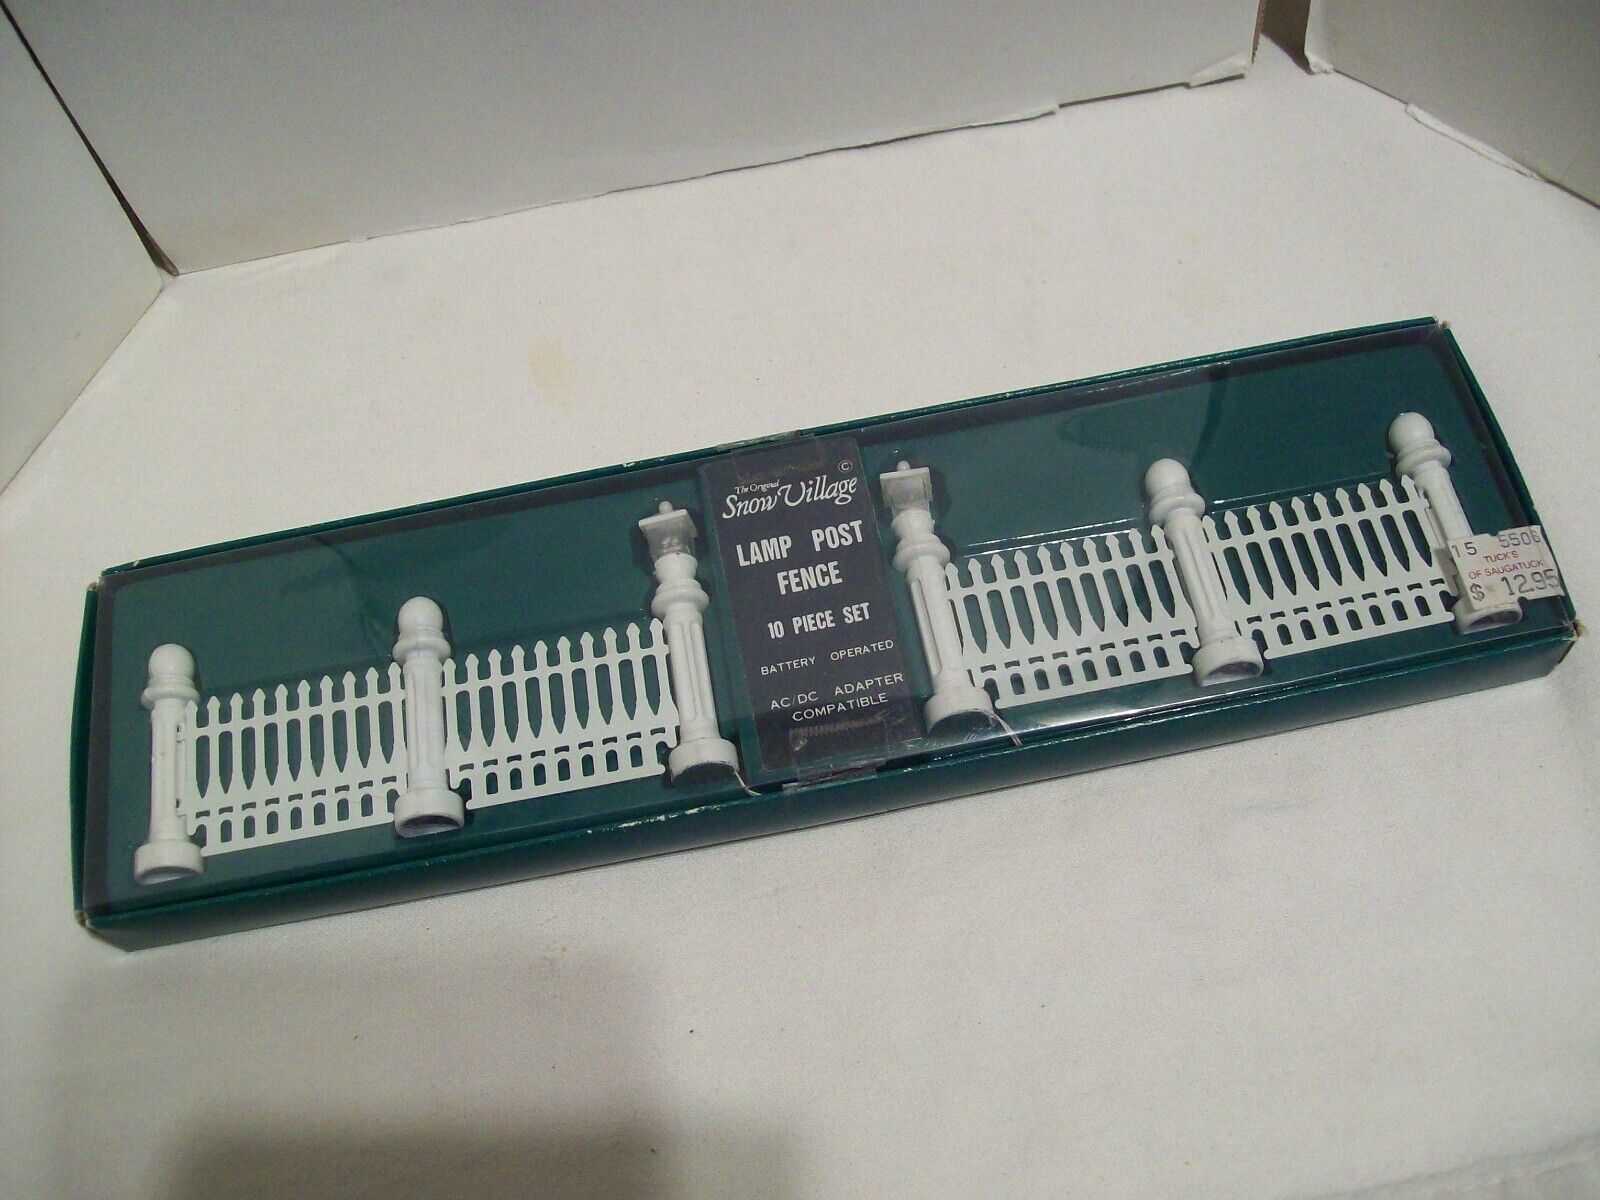 ©
The Original
Snow Village
LAMP POST
FENCE
10 PIECE SET
BATTERY OPERATED
AC/DC ADAPTER
COMPATIBLE
15 5506
TUCK'S
OF SAUGATUCK
$ 12.95